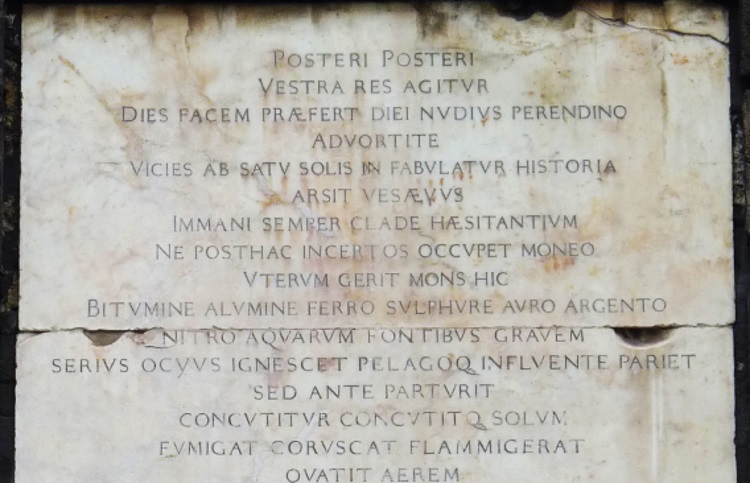 POSTERI POSTERI
VESTRA RES AGITVR
DIES FACEM PRÆFERT DIEI NVDIVS PERENDINO
ADVORTITE
VICIES AB SATV SOLIS IN FABVLATVR HISTORIA
ARSIT VESÆVVS
IMMANI SEMPER CLADE HÆSITANTIVM
NE POSTHAC INCERTOS OCCVPET MONEO
VTERVM GERIT MONS HIC
BITVMINE ALVMINE FERRO SVLPHVRE AVRO ARGENTO
NITRO AQVARVM FONTIBVS GRAVEM
SERIVS OCYVS IGNESCET PELAGOQ INFLVENTE PARIET
SED ANTE PARTVRIT
CONCVTITVR CONCVTITQ SOLVM
FVMIGAT CORVSCAT FLAMMIGERAT
QVATIT AEREM